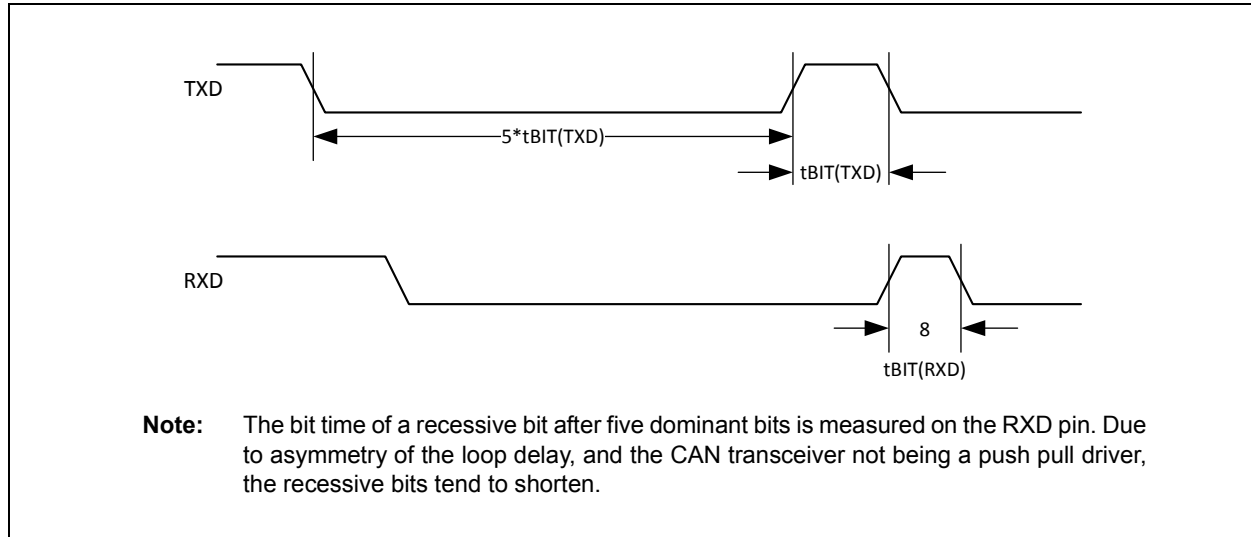 TXD
5*tBIT(TXD)
tBIT(TXD)
RXD
8
tBIT(RXD)
Note: The bit time of a recessive bit after five dominant bits is measured on the RXD pin. Due
to asymmetry of the loop delay, and the CAN transceiver not being a push pull driver,
the recessive bits tend to shorten.